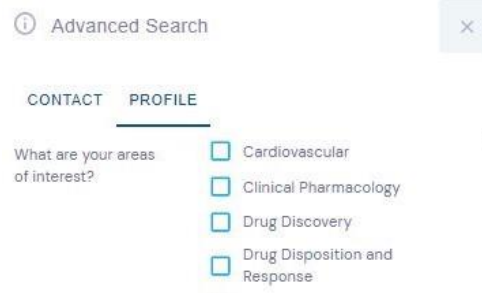 Advanced Search
CONTACT PROFILE
What are your areas
of interest?
Cardiovascular
Clinical Pharmacology
Drug Discovery
Drug Disposition and
Response